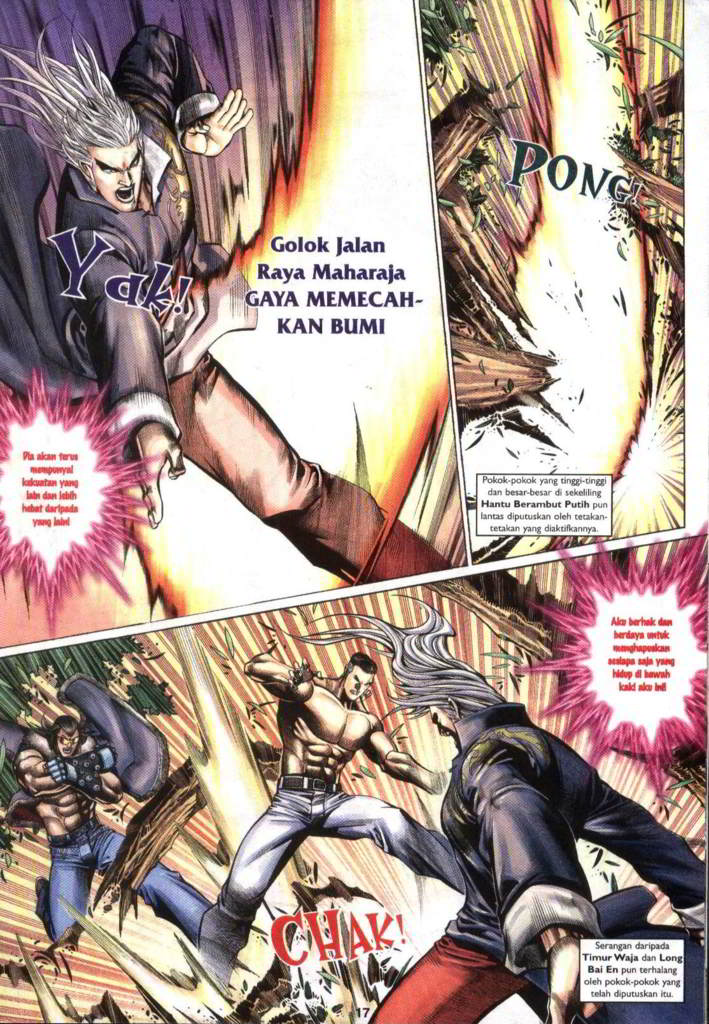 Yak!
Golok Jalan
Raya Maharaja
GAYA MEMECAH-
KAN BUMI
PONG!
Dia akan terus
mempunyai
kekuatan yang
lain dan lebih
hebat daripada
yang lain!
Pokok-pokok yang tinggi-tinggi
dan besar-besar di sekeliling
Hantu Berambut Putih pun
lantas diputuskan oleh tetakan-
tetakan yang diaktifkannya.
Aku berhak dan
berdaya untuk
menghapuskan
sesiapa saja yang
hidup di bawah
kaki aku ini!
CHAK!
Serangan daripada
Timur Waja dan Long
Bai En pun terhalang
oleh pokok-pokok yang
telah diputuskan itu.
17